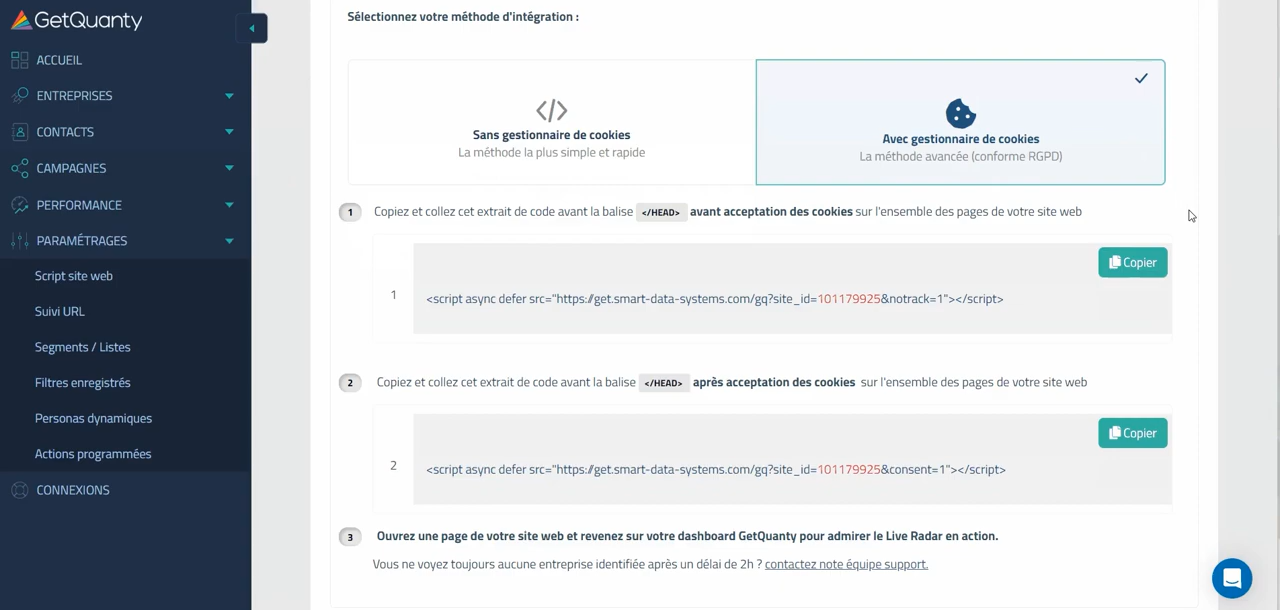 GetQuanty
ACCUEIL
ENTREPRISES
CONTACTS
CAMPAGNES
PERFORMANCE
PARAMÉTRAGES
Script site web
Suivi URL
Segments / Listes
Filtres enregistrés
Personas dynamiques
Actions programmées
CONNEXIONS
Sélectionnez votre méthode d'intégration :
</>
Sans gestionnaire de cookies
La méthode la plus simple et rapide
Avec gestionnaire de cookies
La méthode avancée (conforme RGPD)
1 Copiez et collez cet extrait de code avant la balise </HEAD> avant acceptation des cookies sur l'ensemble des pages de votre site web
Copier
1 <script async defer src="https://get.smart-data-systems.com/gq?site_id=101179925&notrack=1"></script>
2 Copiez et collez cet extrait de code avant la balise </HEAD> après acceptation des cookies sur l'ensemble des pages de votre site web
Copier
2 <script async defer src="https://get.smart-data-systems.com/gq?site_id=101179925&consent=1"></script>
3 Ouvrez une page de votre site web et revenez sur votre dashboard GetQuanty pour admirer le Live Radar en action.
Vous ne voyez toujours aucune entreprise identifiée après un délai de 2h ? contactez note équipe support.